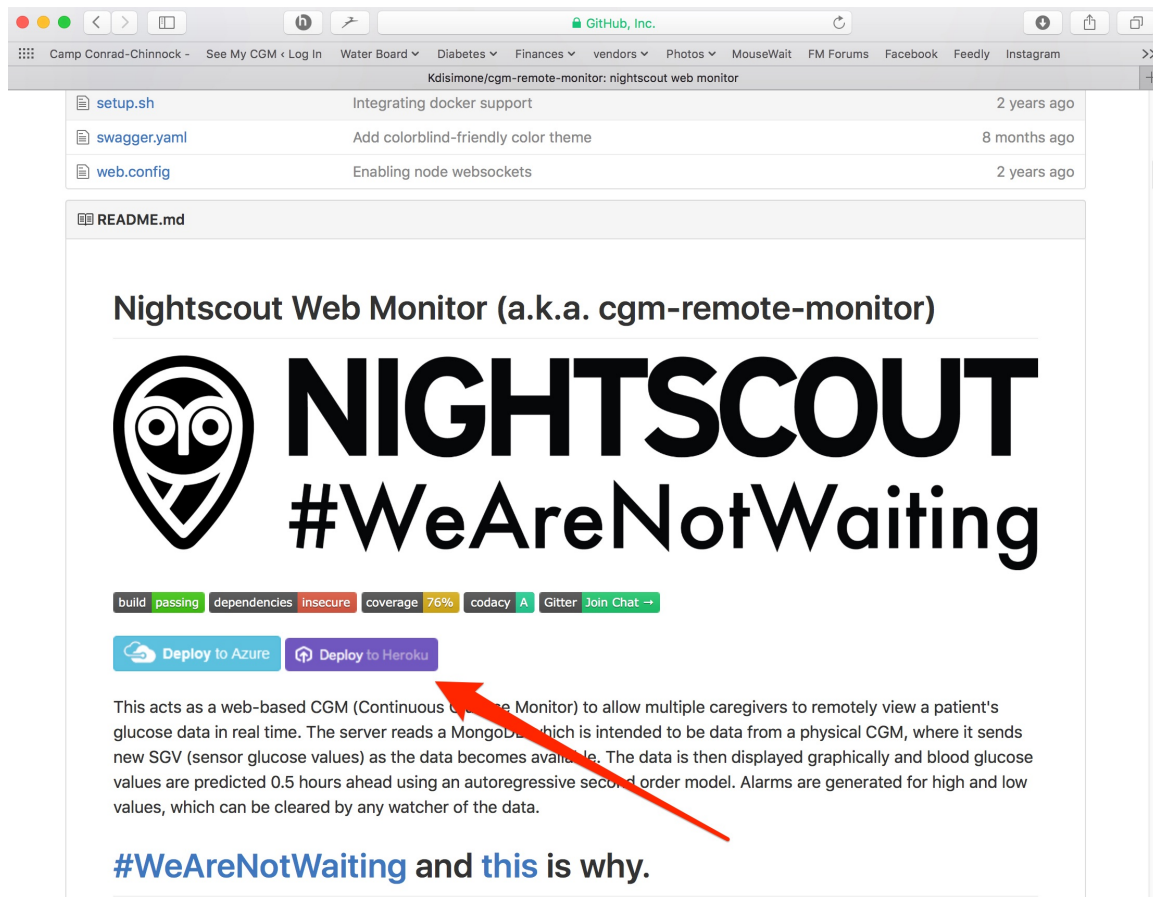 GitHub, Inc.
Camp Conrad-Chinnock - See My CGM ‹ Log In Water Board Diabetes Finances vendors Photos MouseWait FM Forums Facebook Feedly Instagram >>
Kdisimone/cgm-remote-monitor: nightscout web monitor +
setup.sh Integrating docker support 2 years ago
swagger.yaml Add colorblind-friendly color theme 8 months ago
web.config Enabling node websockets 2 years ago
README.md
Nightscout Web Monitor (a.k.a. cgm-remote-monitor)
NIGHTSCOUT
#WeAreNotWaiting
build passing dependencies insecure coverage 76% codacy A Gitter Join Chat →
Deploy to Azure Deploy to Heroku
This acts as a web-based CGM (Continuous Monitor) to allow multiple caregivers to remotely view a patient's
glucose data in real time. The server reads a MongoDB which is intended to be data from a physical CGM, where it sends
new SGV (sensor glucose values) as the data becomes available. The data is then displayed graphically and blood glucose
values are predicted 0.5 hours ahead using an autoregressive second order model. Alarms are generated for high and low
values, which can be cleared by any watcher of the data.
#WeAreNotWaiting and this is why.